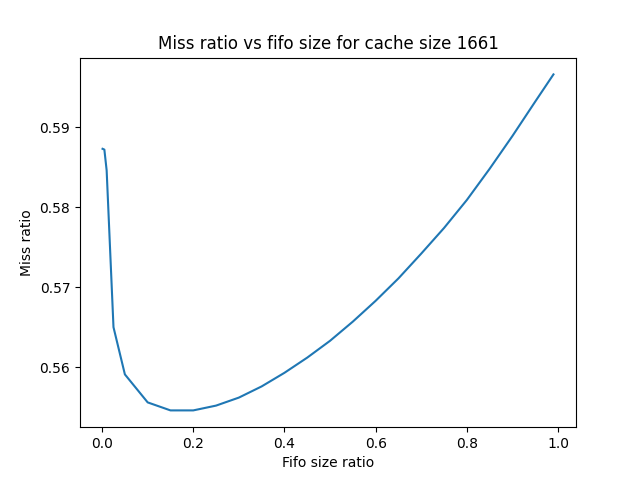 Miss ratio vs fifo size for cache size 1661
Miss ratio
0.59
0.58
0.57
0.56
0.0 0.2 0.4 0.6 0.8 1.0
Fifo size ratio